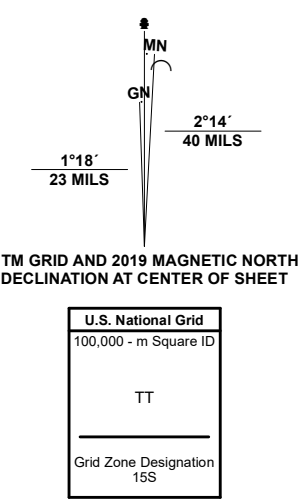 MN
GN
2°14´
40 MILS
1°18´
23 MILS
TM GRID AND 2019 MAGNETIC NORTH
DECLINATION AT CENTER OF SHEET
U.S. National Grid
100,000 - m Square ID
TT
Grid Zone Designation
15S